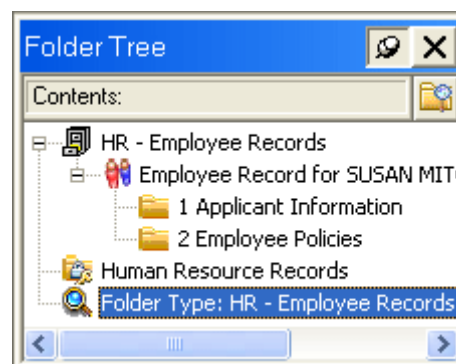 Folder Tree
Contents:
HR - Employee Records
Employee Record for SUSAN
1 Applicant Information
2 Employee Policies
Human Resource Records
Folder Type: HR - Employee Records